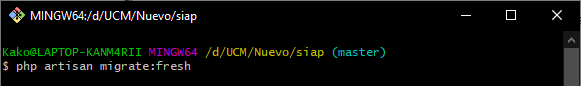 MINGW64:/d/UCM/Nuevo/siap
Kako@LAPTOP-KANM4RII MINGW64 /d/UCM/Nuevo/siap (master)
$ php artisan migrate:fresh